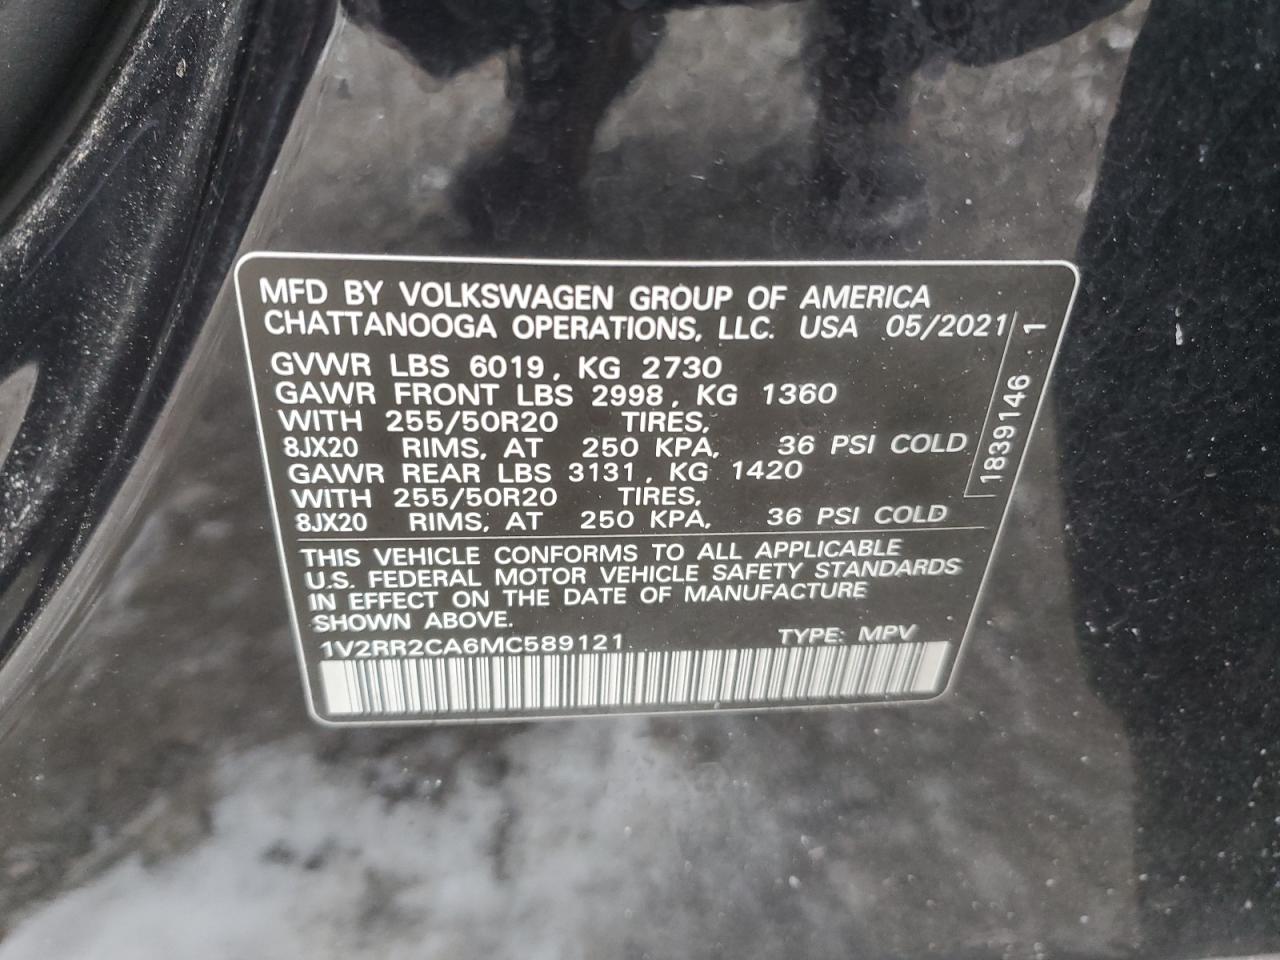 MFD BY VOLKSWAGEN GROUP OF AMERICA
CHATTANOOGA OPERATIONS, LLC. USA 05/2021
GVWR LBS 6019, KG 2730
GAWR FRONT LBS 2998, KG 1360
WITH 255/50R20 TIRES,
8JX20 RIMS, AT 250 KPA, 36 PSI COLD
GAWR REAR LBS 3131, KG 1420
WITH 255/50R20 TIRES,
8JX20 RIMS, AT 250 KPA, 36 PSI COLD
1839146 1
THIS VEHICLE CONFORMS TO ALL APPLICABLE
U.S. FEDERAL MOTOR VEHICLE SAFETY STANDARDS
IN EFFECT ON THE DATE OF MANUFACTURE
SHOWN ABOVE.
1V2RR2CA6MC589121 TYPE: MPV